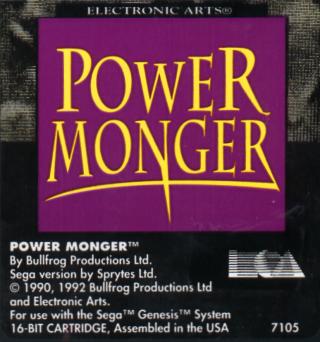 ELECTRONIC ARTS®
POWER
MONGER
POWER MONGER™
By Bullfrog Productions Ltd.
Sega version by Sprytes Ltd.
© 1990, 1992 Bullfrog Productions Ltd
and Electronic Arts.
For use with the Sega™ Genesis™ System
16-BIT CARTRIDGE, Assembled in the USA 7105
EA